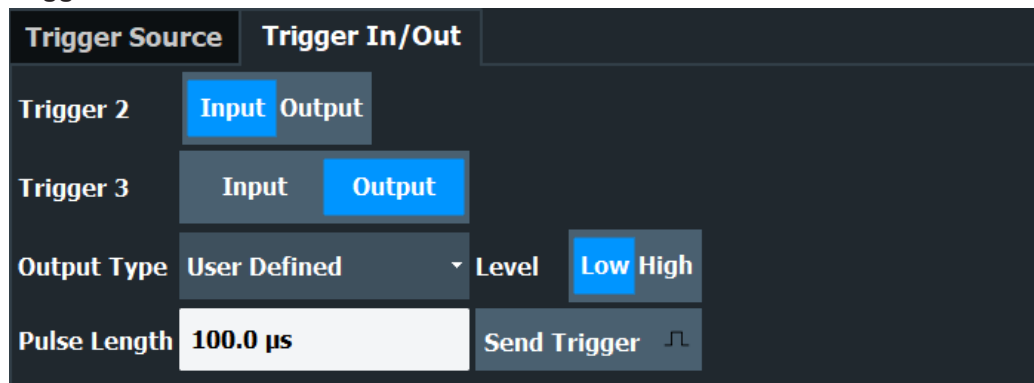 Trigger Source Trigger In/Out
Trigger 2 Input Output
Trigger 3 Input Output
Output Type User Defined Level Low High
Pulse Length 100.0 µs Send Trigger